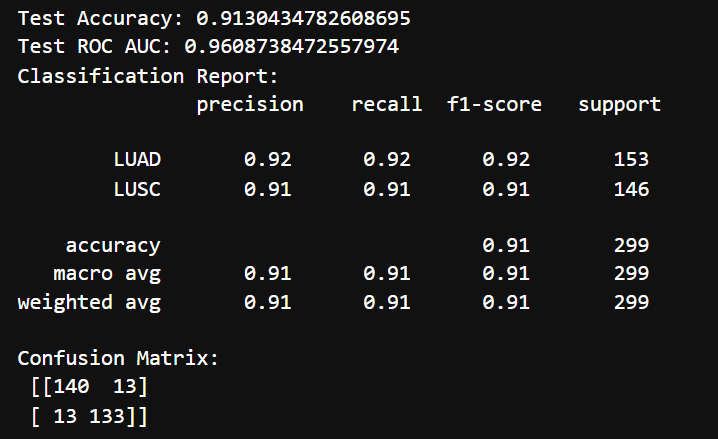 Test Accuracy: 0.9130434782608695
Test ROC AUC: 0.9608738472557974
Classification Report:
precision recall f1-score support
LUAD 0.92 0.92 0.92 153
LUSC 0.91 0.91 0.91 146
accuracy 0.91 299
macro avg 0.91 0.91 0.91 299
weighted avg 0.91 0.91 0.91 299
Confusion Matrix:
[[140 13]
[ 13 133]]